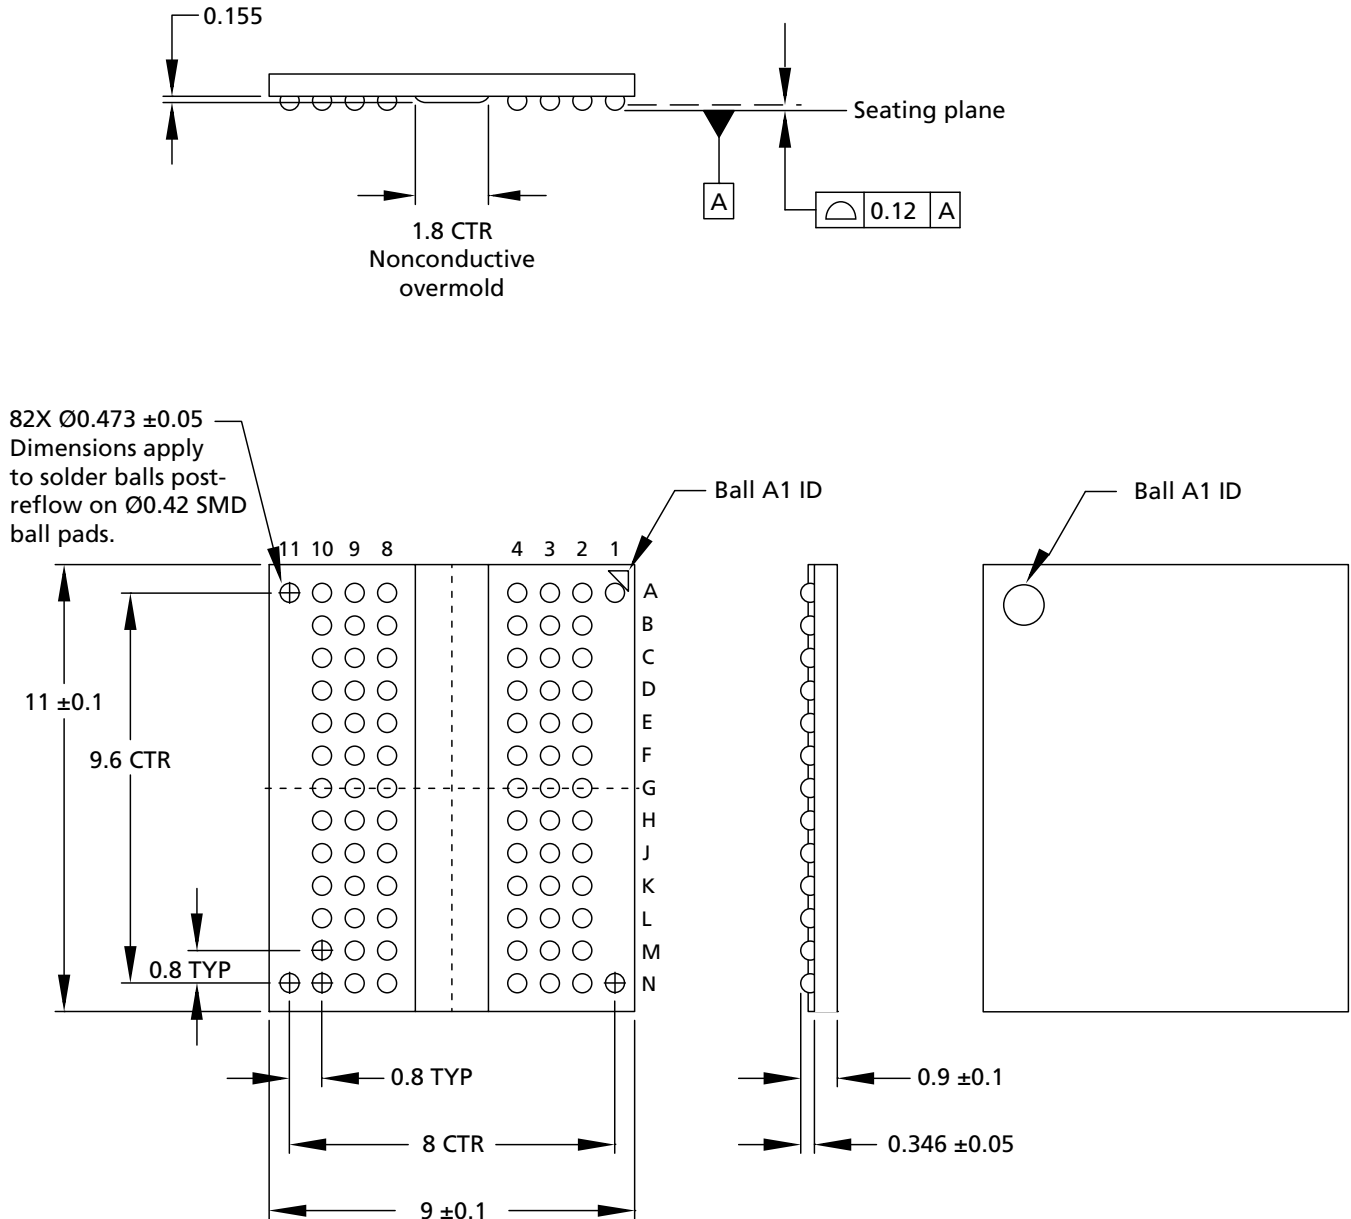 0.155
Seating plane
A
0.12 A
1.8 CTR
Nonconductive
overmold
82X Ø0.473 ±0.05
Dimensions apply
to solder balls post-
reflow on Ø0.42 SMD
ball pads.
Ball A1 ID
Ball A1 ID
11 10 9 8 4 3 2 1
A
B
C
D
E
F
G
H
J
K
L
M
N
11 ±0.1
9.6 CTR
0.8 TYP
0.8 TYP
0.9 ±0.1
8 CTR
0.346 ±0.05
9 ±0.1